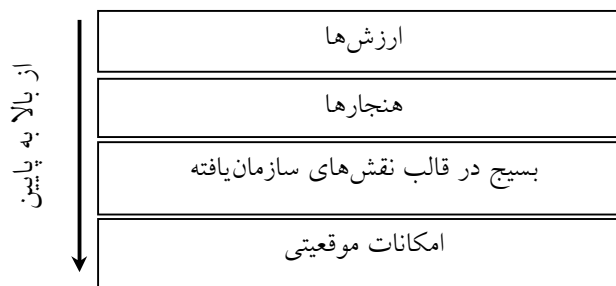 ارزش‌ها
هنجارها
بسیج در قالب نقش‌های سازمان‌یافته
امکانات موقعیتی
از بالا به پایین